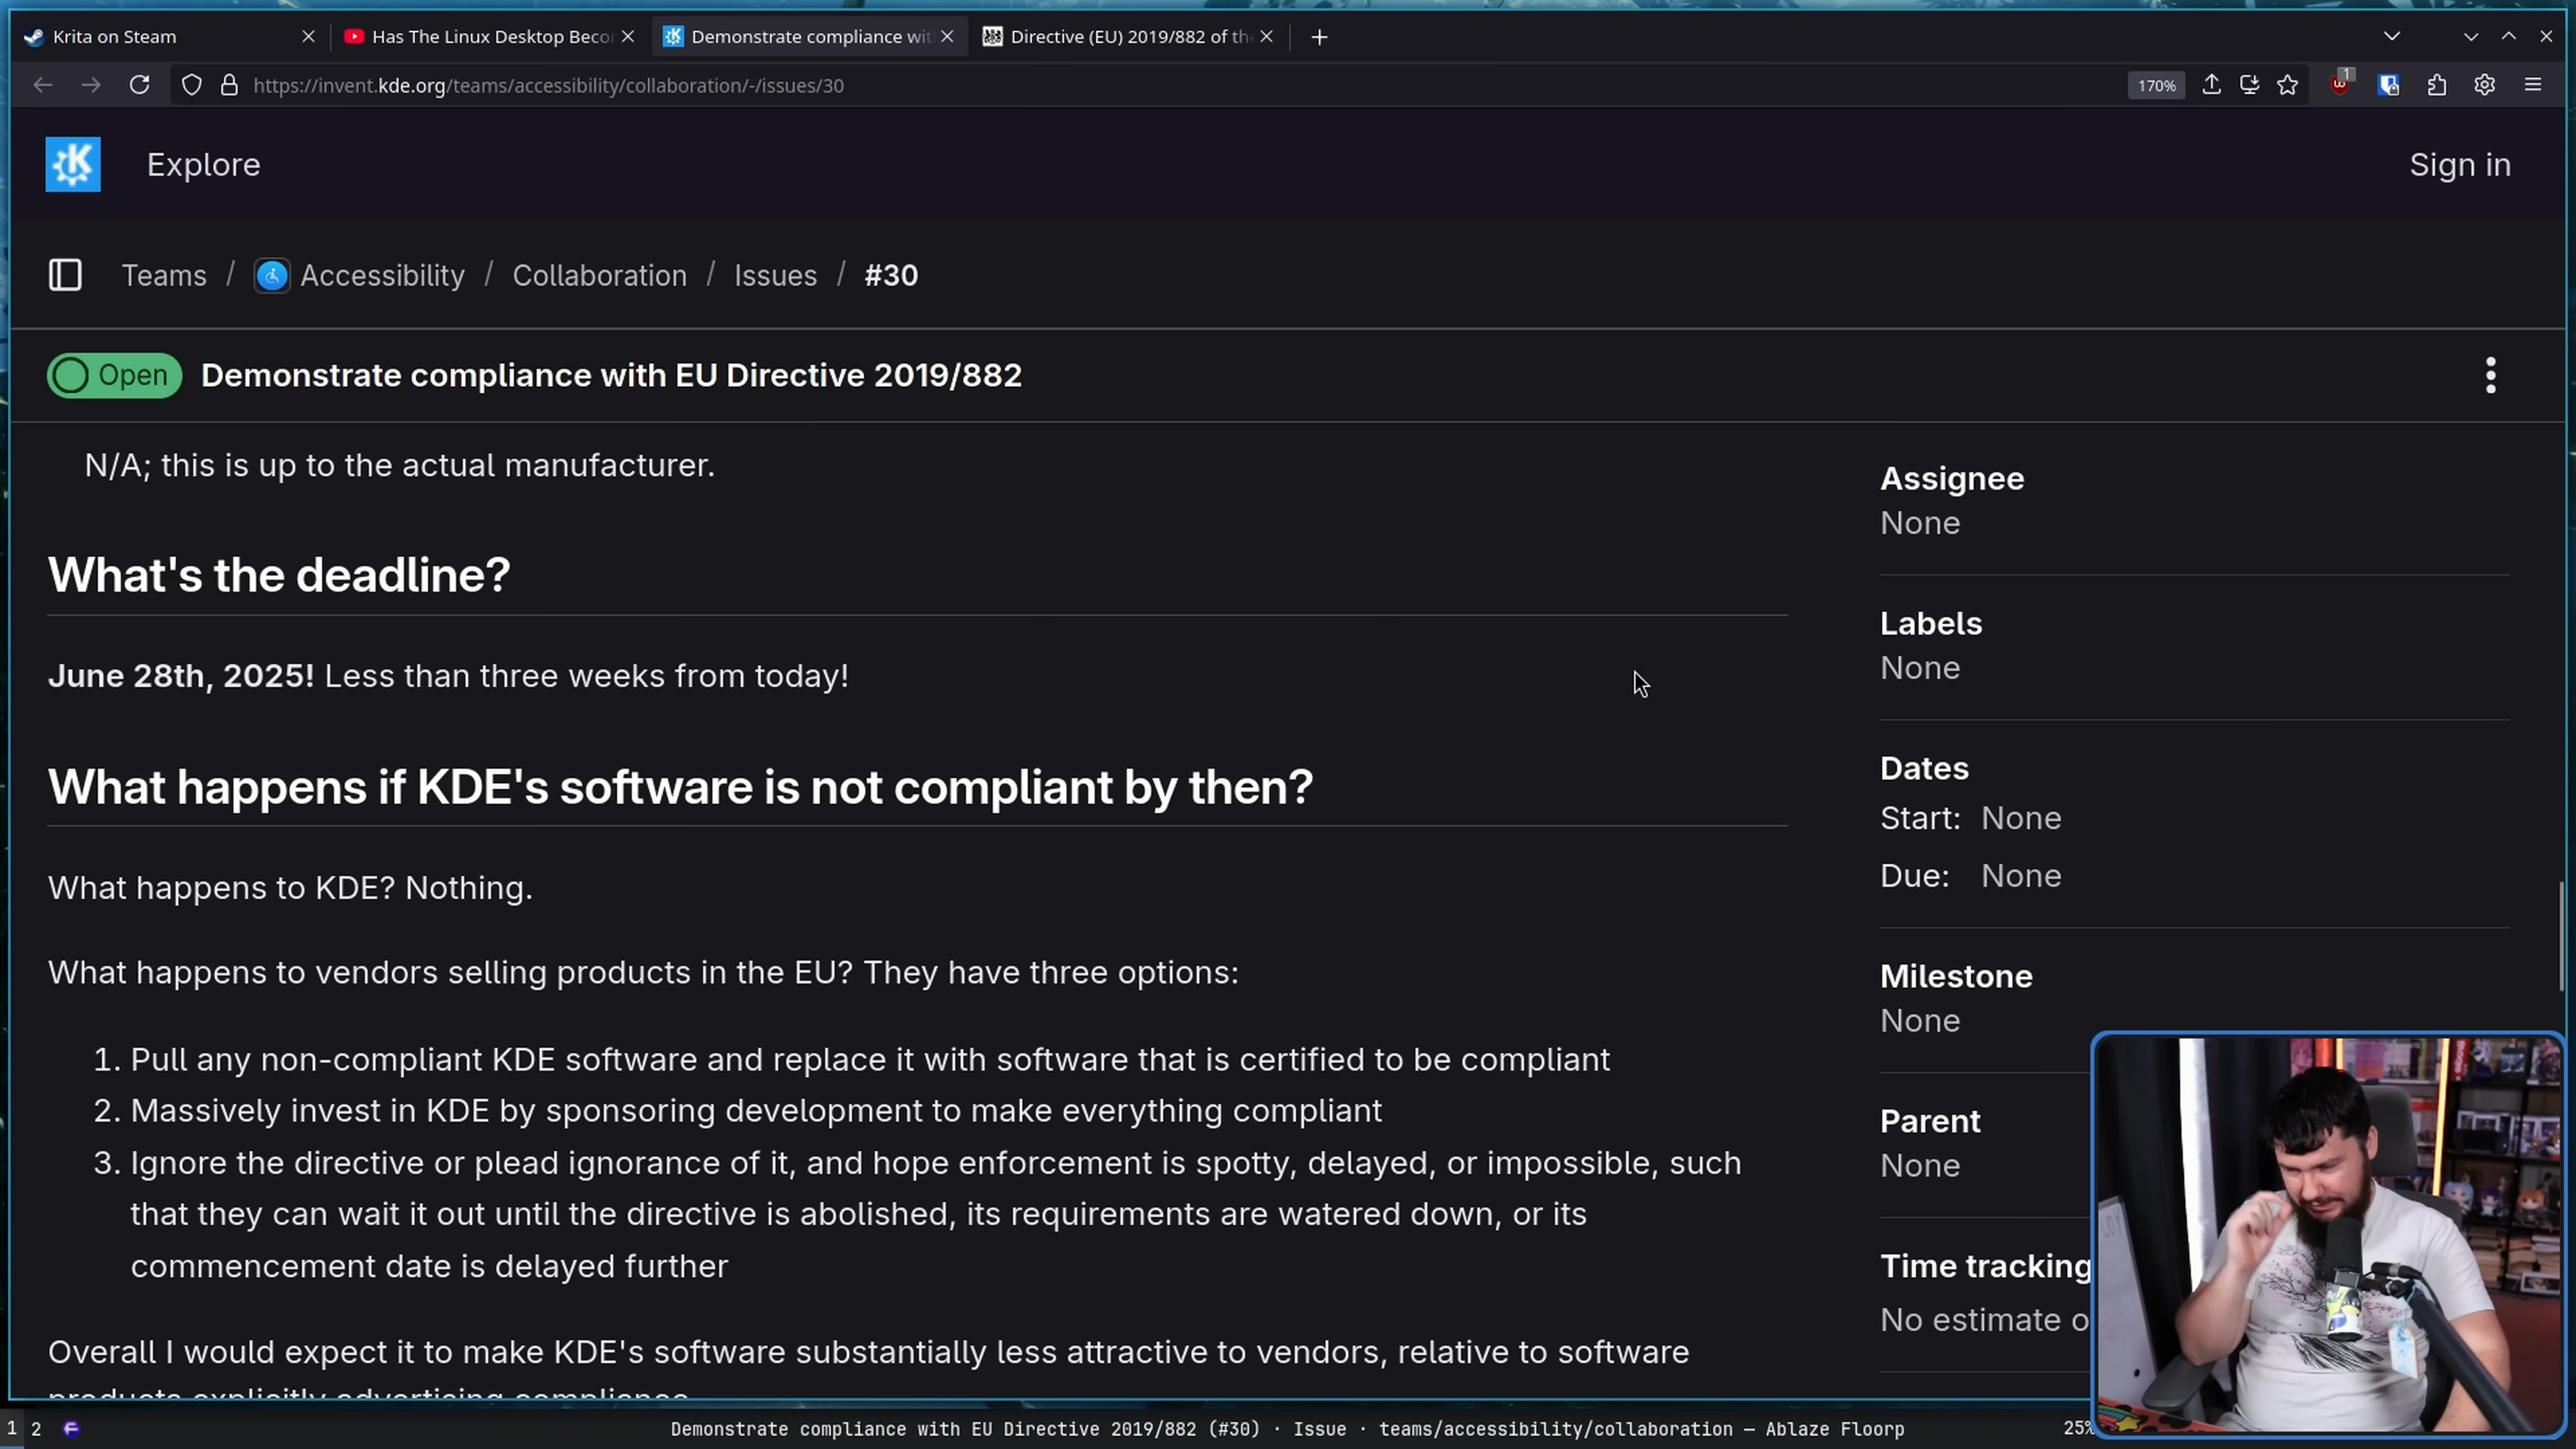 Krita on Steam
Has The Linux Desktop Beco
Demonstrate compliance wit
Directive (EU) 2019/882 of the
https://invent.kde.org/teams/accessibility/collaboration/-/issues/30
170%
1
Explore
Sign in
Teams / Accessibility / Collaboration / Issues / #30
Open
Demonstrate compliance with EU Directive 2019/882
N/A; this is up to the actual manufacturer.
What's the deadline?
June 28th, 2025! Less than three weeks from today!
What happens if KDE's software is not compliant by then?
What happens to KDE? Nothing.
What happens to vendors selling products in the EU? They have three options:
1. Pull any non-compliant KDE software and replace it with software that is certified to be compliant
2. Massively invest in KDE by sponsoring development to make everything compliant
3. Ignore the directive or plead ignorance of it, and hope enforcement is spotty, delayed, or impossible, such
that they can wait it out until the directive is abolished, its requirements are watered down, or its
commencement date is delayed further
Overall I would expect it to make KDE's software substantially less attractive to vendors, relative to software
products explicitly advertising compliance.
Assignee
None
Labels
None
Dates
Start: None
Due: None
Milestone
None
Parent
None
Time tracking
No estimate o
1 2
Demonstrate compliance with EU Directive 2019/882 (#30) · Issue · teams/accessibility/collaboration — Ablaze Floorp
25%